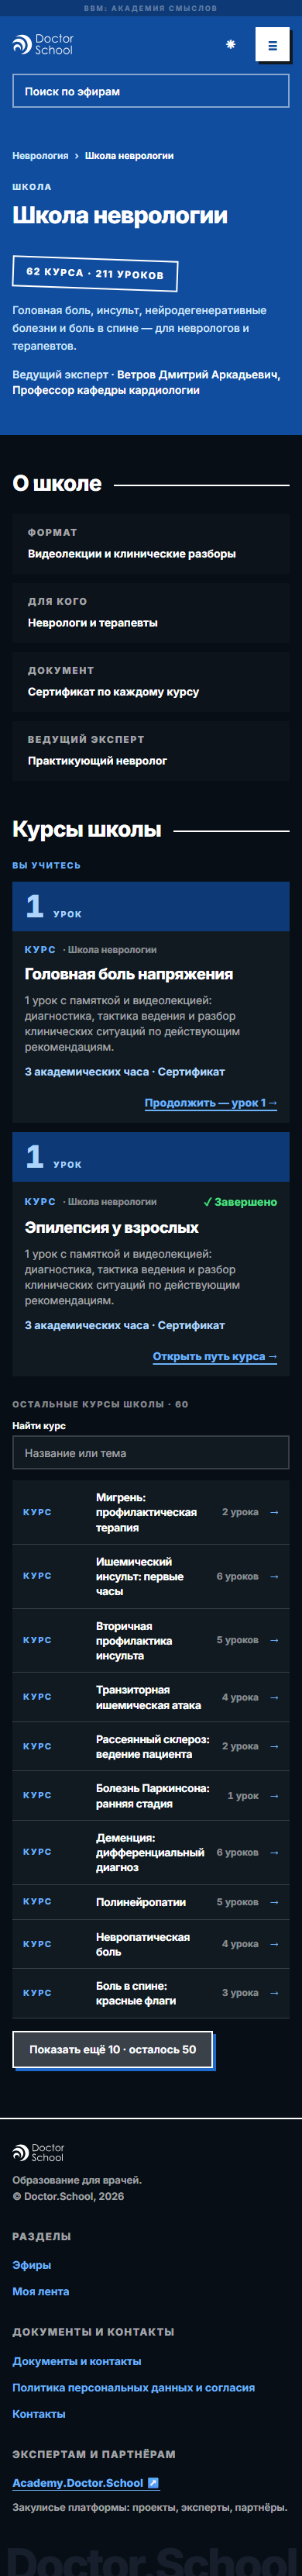 ВВМ: АКАДЕМИЯ СМЫСЛОВ
Doctor
School
Поиск по эфирам
Неврология › Школа неврологии
ШКОЛА
Школа неврологии
62 КУРСА · 211 УРОКОВ
Головная боль, инсульт, нейродегенеративные
болезни и боль в спине — для неврологов и
терапевтов.
Ведущий эксперт · Ветров Дмитрий Аркадьевич,
Профессор кафедры кардиологии
О школе
ФОРМАТ
Видеолекции и клинические разборы
ДЛЯ КОГО
Неврологи и терапевты
ДОКУМЕНТ
Сертификат по каждому курсу
ВЕДУЩИЙ ЭКСПЕРТ
Практикующий невролог
Курсы школы
ВЫ УЧИТЕСЬ
1 УРОК
КУРС · Школа неврологии
Головная боль напряжения
1 урок с памяткой и видеолекцией:
диагностика, тактика ведения и разбор
клинических ситуаций по действующим
рекомендациям.
3 академических часа · Сертификат
Продолжить — урок 1 →
1 УРОК
КУРС · Школа неврологии ✓ Завершено
Эпилепсия у взрослых
1 урок с памяткой и видеолекцией:
диагностика, тактика ведения и разбор
клинических ситуаций по действующим
рекомендациям.
3 академических часа · Сертификат
Открыть путь курса →
ОСТАЛЬНЫЕ КУРСЫ ШКОЛЫ · 60
Найти курс
Название или тема
КУРС Мигрень: профилактическая терапия 2 урока →
КУРС Ишемический инсульт: первые часы 6 уроков →
КУРС Вторичная профилактика инсульта 5 уроков →
КУРС Транзиторная ишемическая атака 4 урока →
КУРС Рассеянный склероз: ведение пациента 2 урока →
КУРС Болезнь Паркинсона: ранняя стадия 1 урок →
КУРС Деменция: дифференциальный диагноз 6 уроков →
КУРС Полинейропатии 5 уроков →
КУРС Невропатическая боль 4 урока →
КУРС Боль в спине: красные флаги 3 урока →
Показать ещё 10 · осталось 50
Doctor
School
Образование для врачей.
© Doctor.School, 2026
РАЗДЕЛЫ
Эфиры
Моя лента
ДОКУМЕНТЫ И КОНТАКТЫ
Документы и контакты
Политика персональных данных и согласия
Контакты
ЭКСПЕРТАМ И ПАРТНЁРАМ
Academy.Doctor.School ↗
Закулисье платформы: проекты, эксперты, партнёры.
Doctor.School